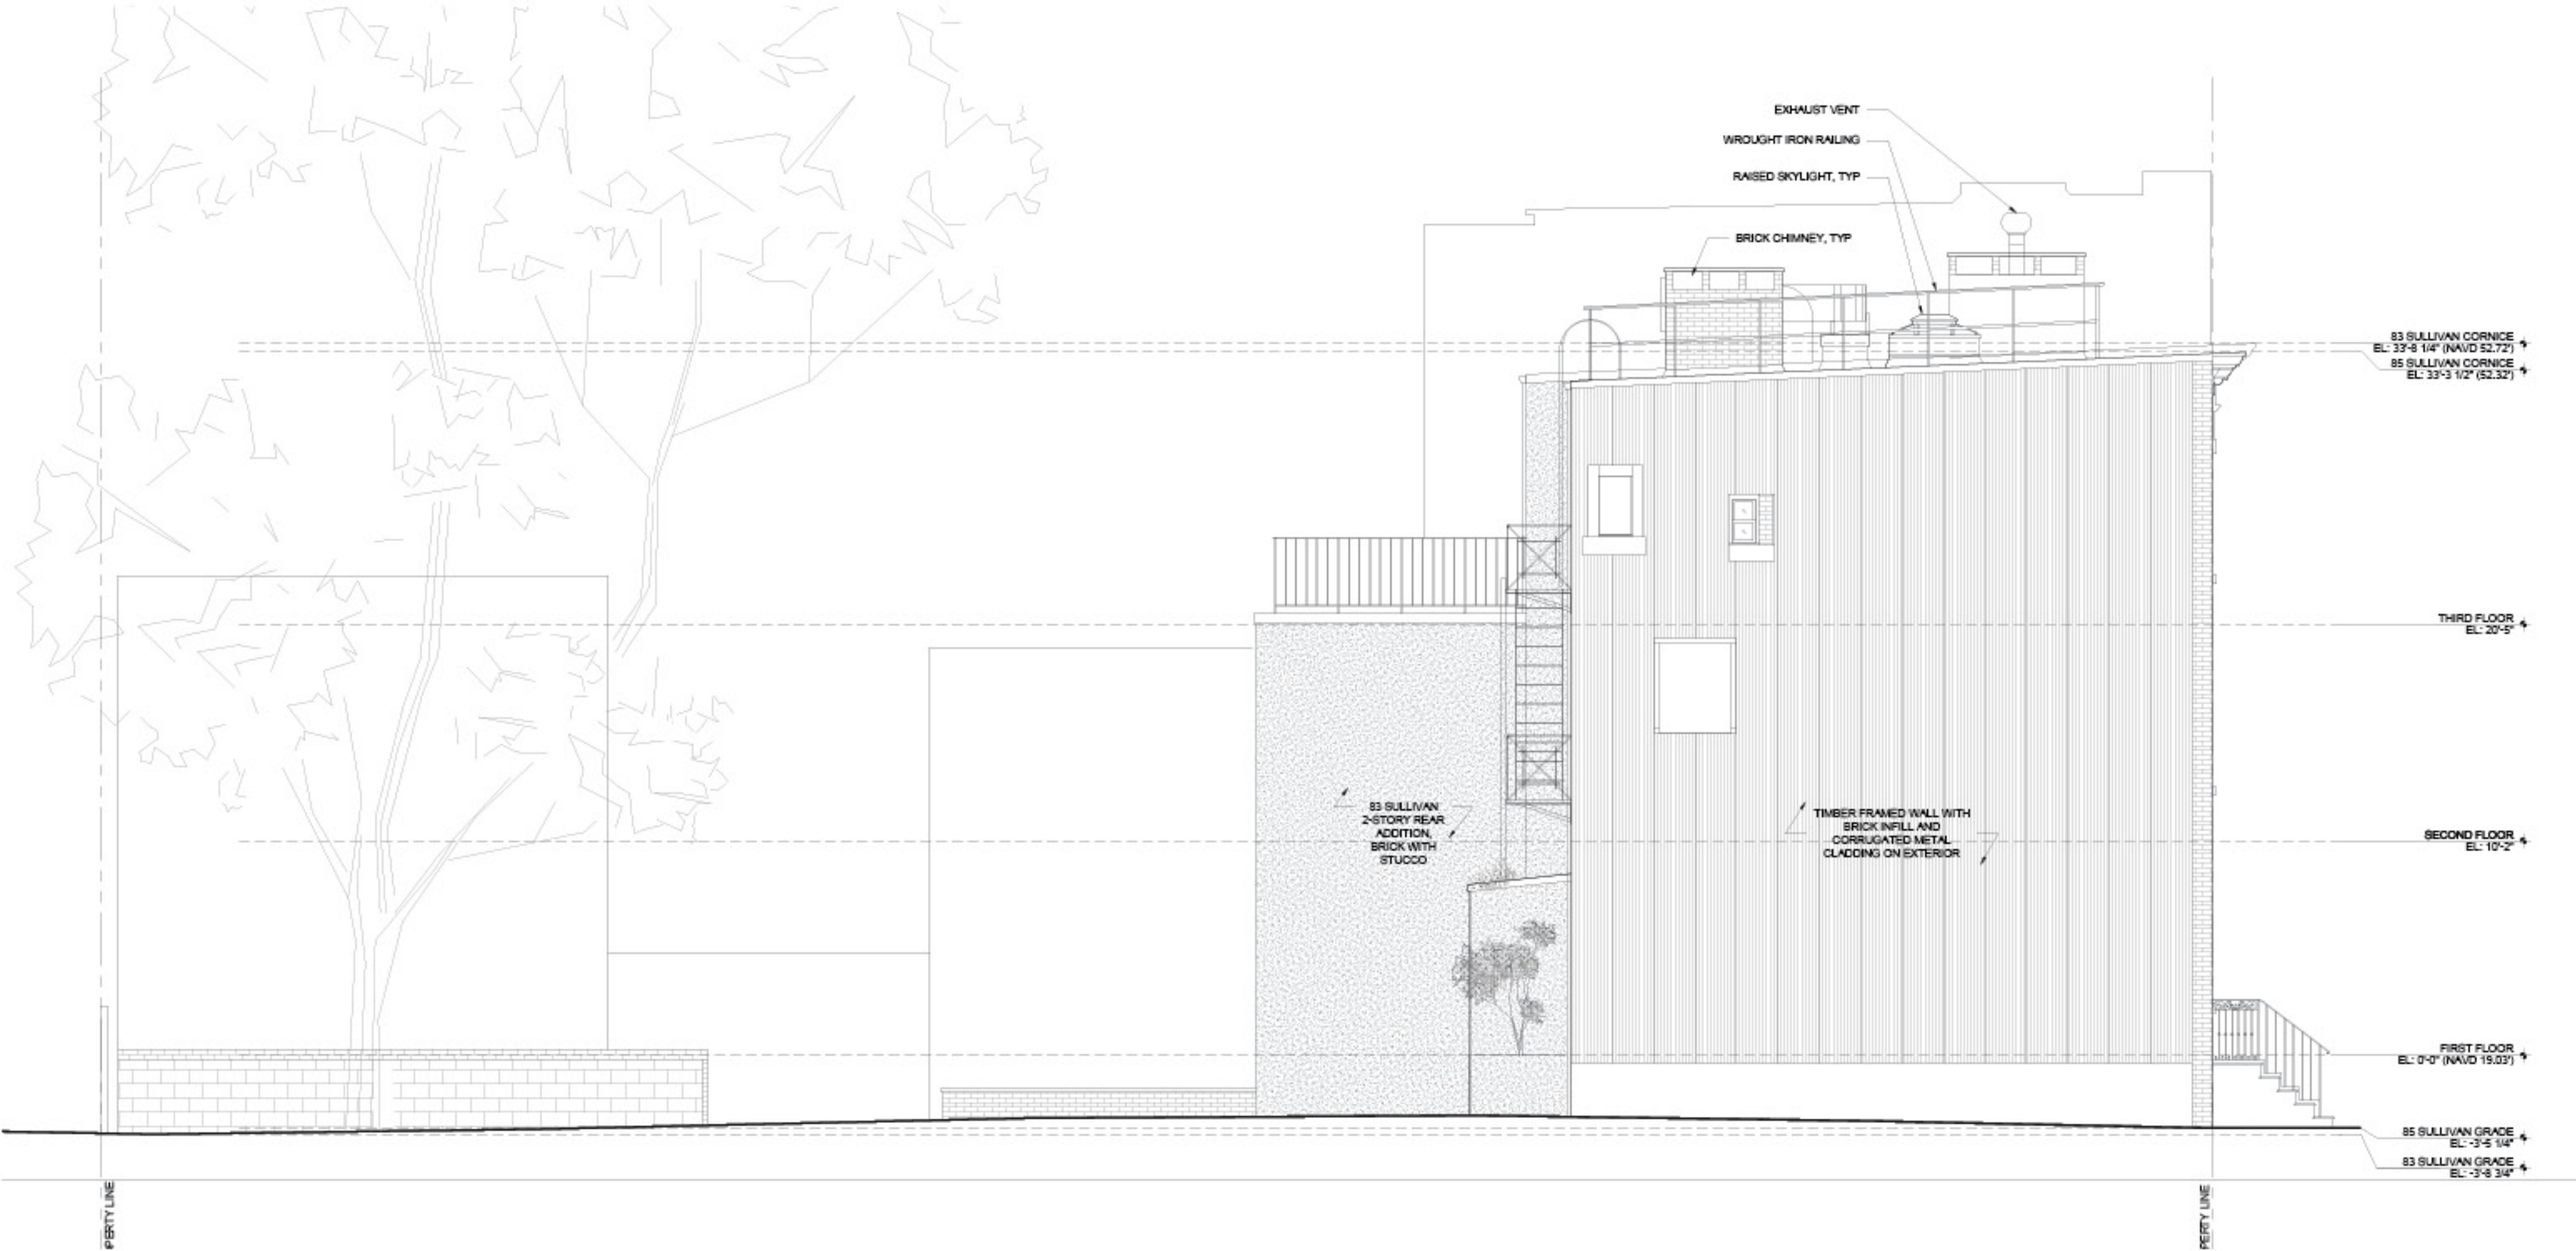 EXHAUST VENT
WROUGHT IRON RAILING
RAISED SKYLIGHT, TYP
BRICK CHIMNEY, TYP
83 SULLIVAN CORNICE
EL: 33'-8 1/4" (NAVD 52.72')
85 SULLIVAN CORNICE
EL: 33'-3 1/2" (52.32')
THIRD FLOOR
EL: 20'-5"
83 SULLIVAN
2-STORY REAR
ADDITION,
BRICK WITH
STUCCO
TIMBER FRAMED WALL WITH
BRICK INFILL AND
CORRUGATED METAL
CLADDING ON EXTERIOR
SECOND FLOOR
EL: 10'-2"
FIRST FLOOR
EL: 0'-0" (NAVD 19.03')
85 SULLIVAN GRADE
EL: -3'-5 1/4"
83 SULLIVAN GRADE
EL: -3'-8 3/4"
PERTY LINE
PERTY LINE